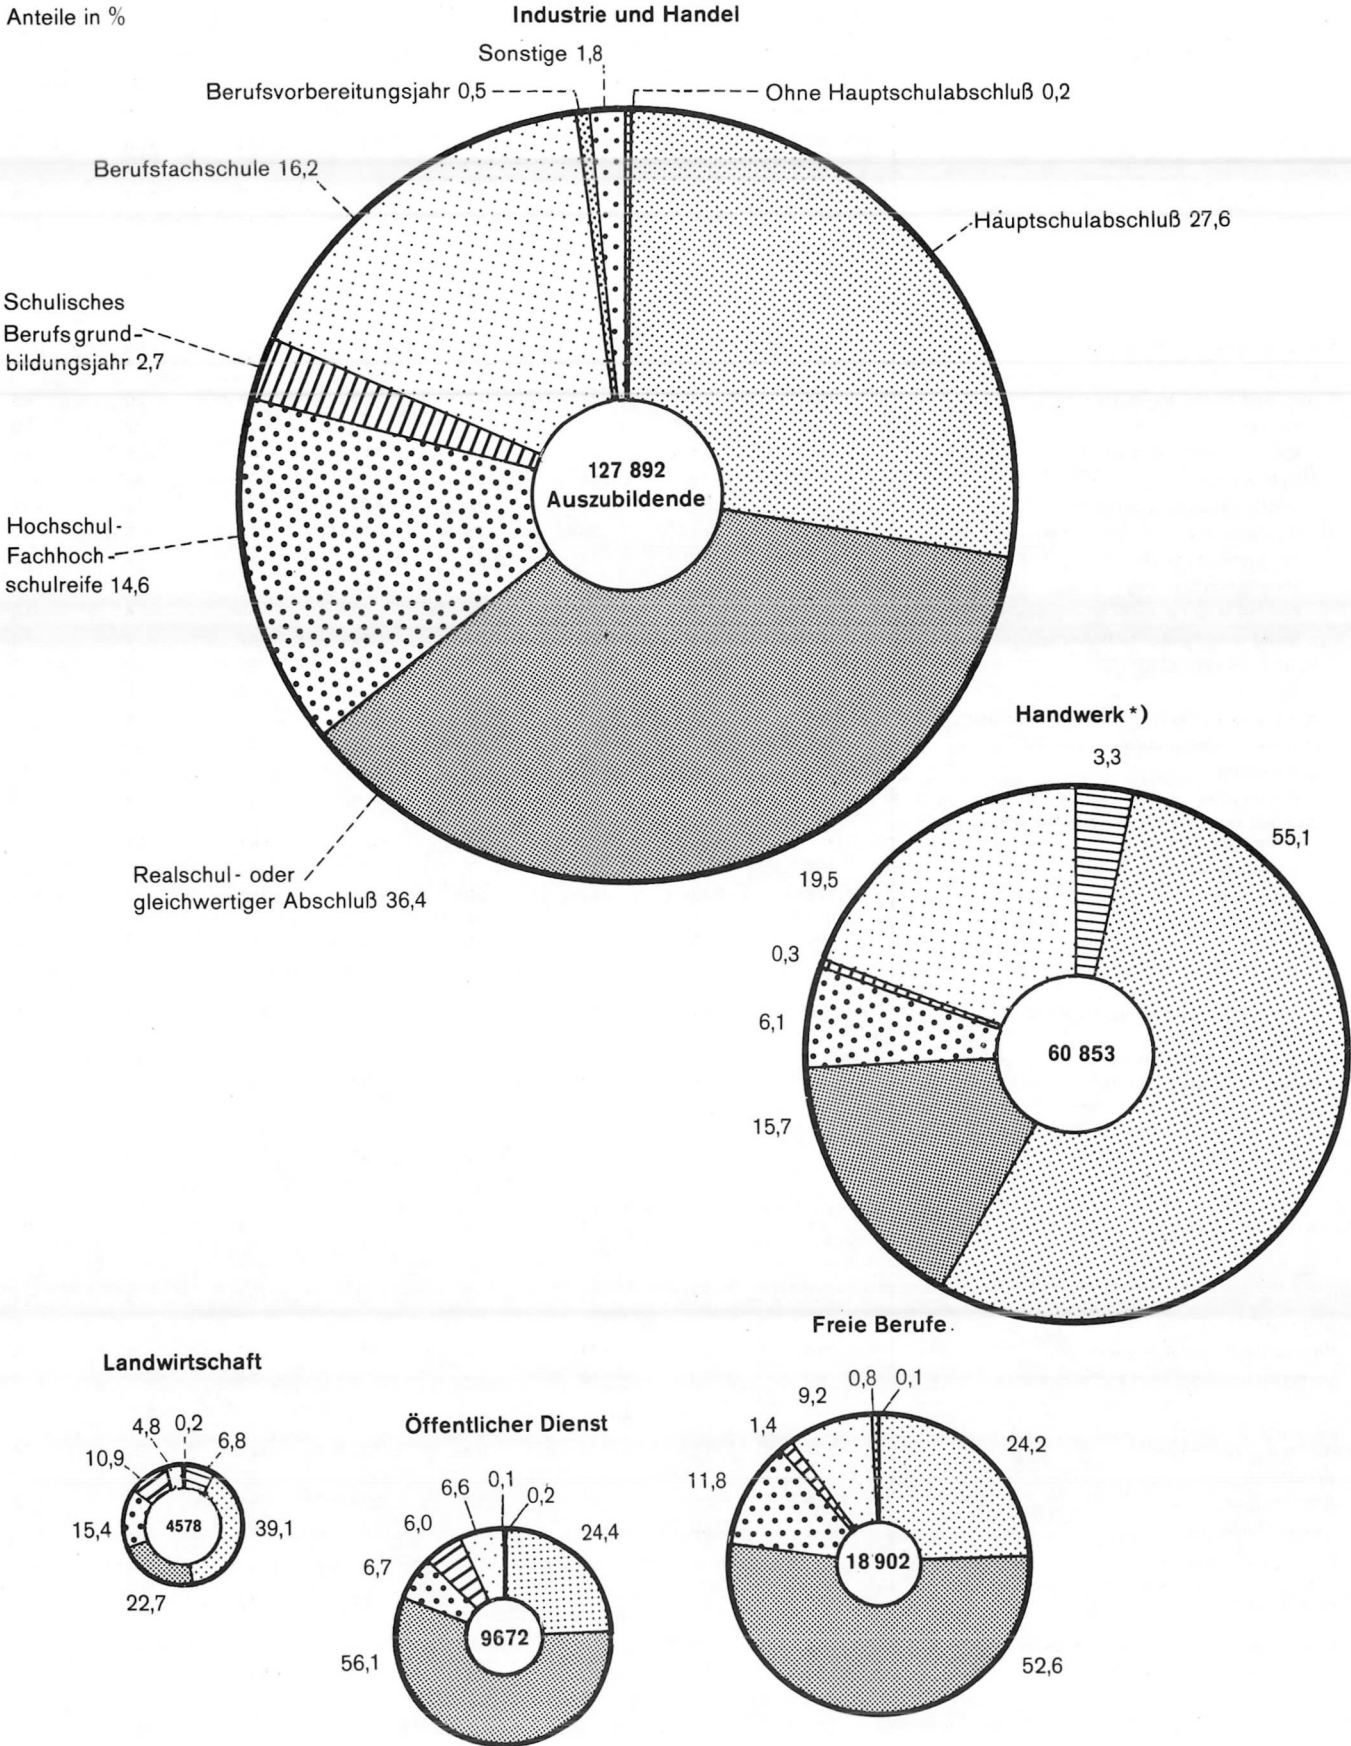 Anteile in %
Industrie und Handel
Sonstige 1,8
Berufsvorbereitungsjahr 0,5
Ohne Hauptschulabschluß 0,2
Berufsfachschule 16,2
Hauptschulabschluß 27,6
Schulisches
Berufsgrund-
bildungsjahr 2,7
127 892
Auszubildende
Hochschul-
Fachhoch-
schulreife 14,6
Realschul- oder
gleichwertiger Abschluß 36,4
Handwerk *)
3,3
55,1
19,5
0,3
6,1
60 853
15,7
Landwirtschaft
4,8
0,2
6,8
10,9
15,4
4578
39,1
22,7
Öffentlicher Dienst
6,6
0,1
0,2
6,0
24,4
6,7
9672
56,1
Freie Berufe
0,8
0,1
9,2
1,4
24,2
11,8
18 902
52,6